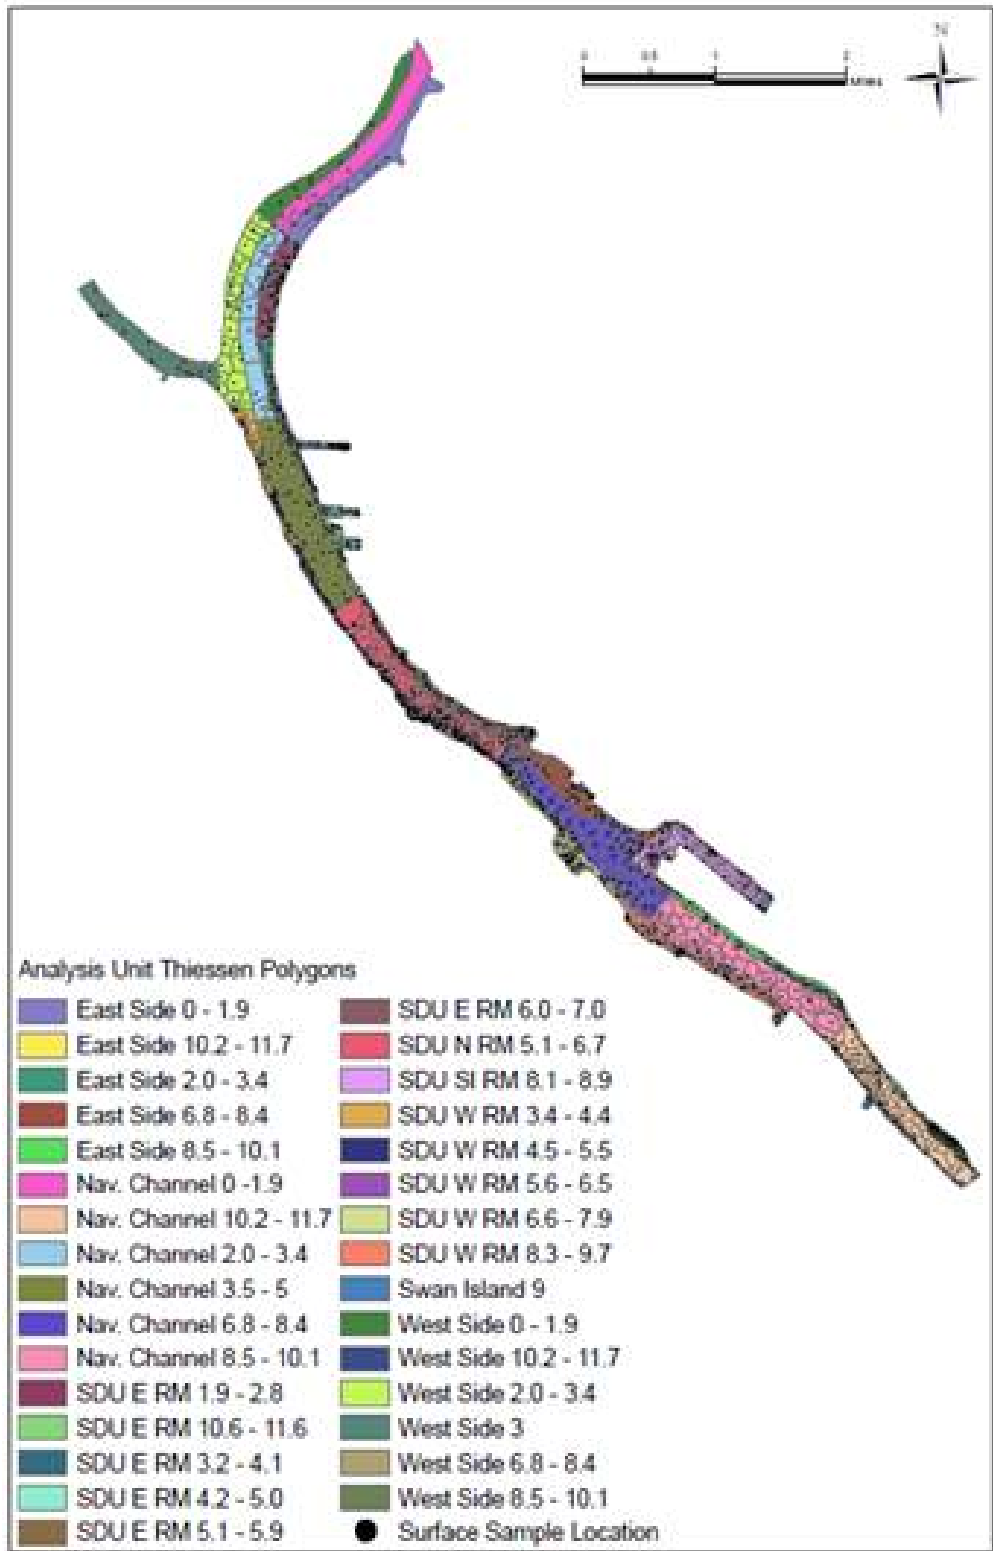 N
0 0.5 1 2
Miles
Analysis Unit Thiessen Polygons
East Side 0 - 1.9
East Side 10.2 - 11.7
East Side 2.0 - 3.4
East Side 6.8 - 8.4
East Side 8.5 - 10.1
Nav. Channel 0 -1.9
Nav. Channel 10.2 - 11.7
Nav. Channel 2.0 - 3.4
Nav. Channel 3.5 - 5
Nav. Channel 6.8 - 8.4
Nav. Channel 8.5 - 10.1
SDU E RM 1.9 - 2.8
SDU E RM 10.6 - 11.6
SDU E RM 3.2 - 4.1
SDU E RM 4.2 - 5.0
SDU E RM 5.1 - 5.9
SDU E RM 6.0 - 7.0
SDU N RM 5.1 - 6.7
SDU SI RM 8.1 - 8.9
SDU W RM 3.4 - 4.4
SDU W RM 4.5 - 5.5
SDU W RM 5.6 - 6.5
SDU W RM 6.6 - 7.9
SDU W RM 8.3 - 9.7
Swan Island 9
West Side 0 - 1.9
West Side 10.2 - 11.7
West Side 2.0 - 3.4
West Side 3
West Side 6.8 - 8.4
West Side 8.5 - 10.1
Surface Sample Location